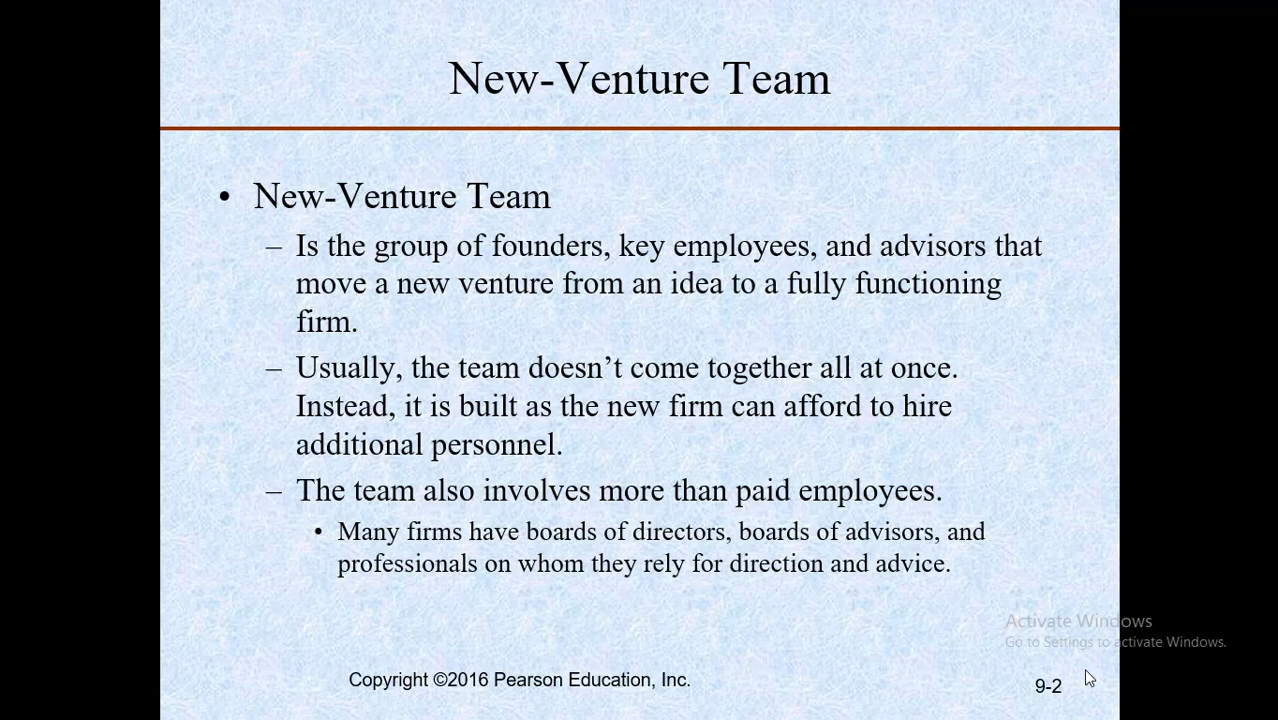 New-Venture Team
• New-Venture Team
– Is the group of founders, key employees, and advisors that
move a new venture from an idea to a fully functioning
firm.
– Usually, the team doesn’t come together all at once.
Instead, it is built as the new firm can afford to hire
additional personnel.
– The team also involves more than paid employees.
• Many firms have boards of directors, boards of advisors, and
professionals on whom they rely for direction and advice.
Activate Windows
Go to Settings to activate Windows.
Copyright ©2016 Pearson Education, Inc.
9-2